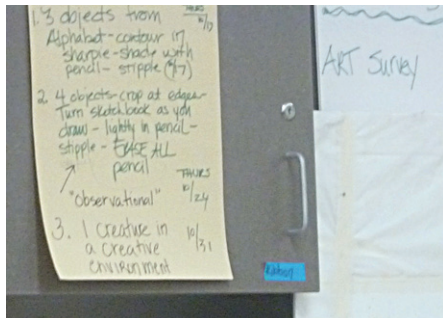 1. 3 objects from
Alphabet - contour in
sharpie - shade with
pencil - stipple
2. 4 objects - crop at edges
Turn sketchbook as you
draw - lightly in pencil -
stipple - ERASE ALL
pencil
THURS
10/24
"Observational"
3. 1 creature in
a creative
environment
10/31
ART Survey